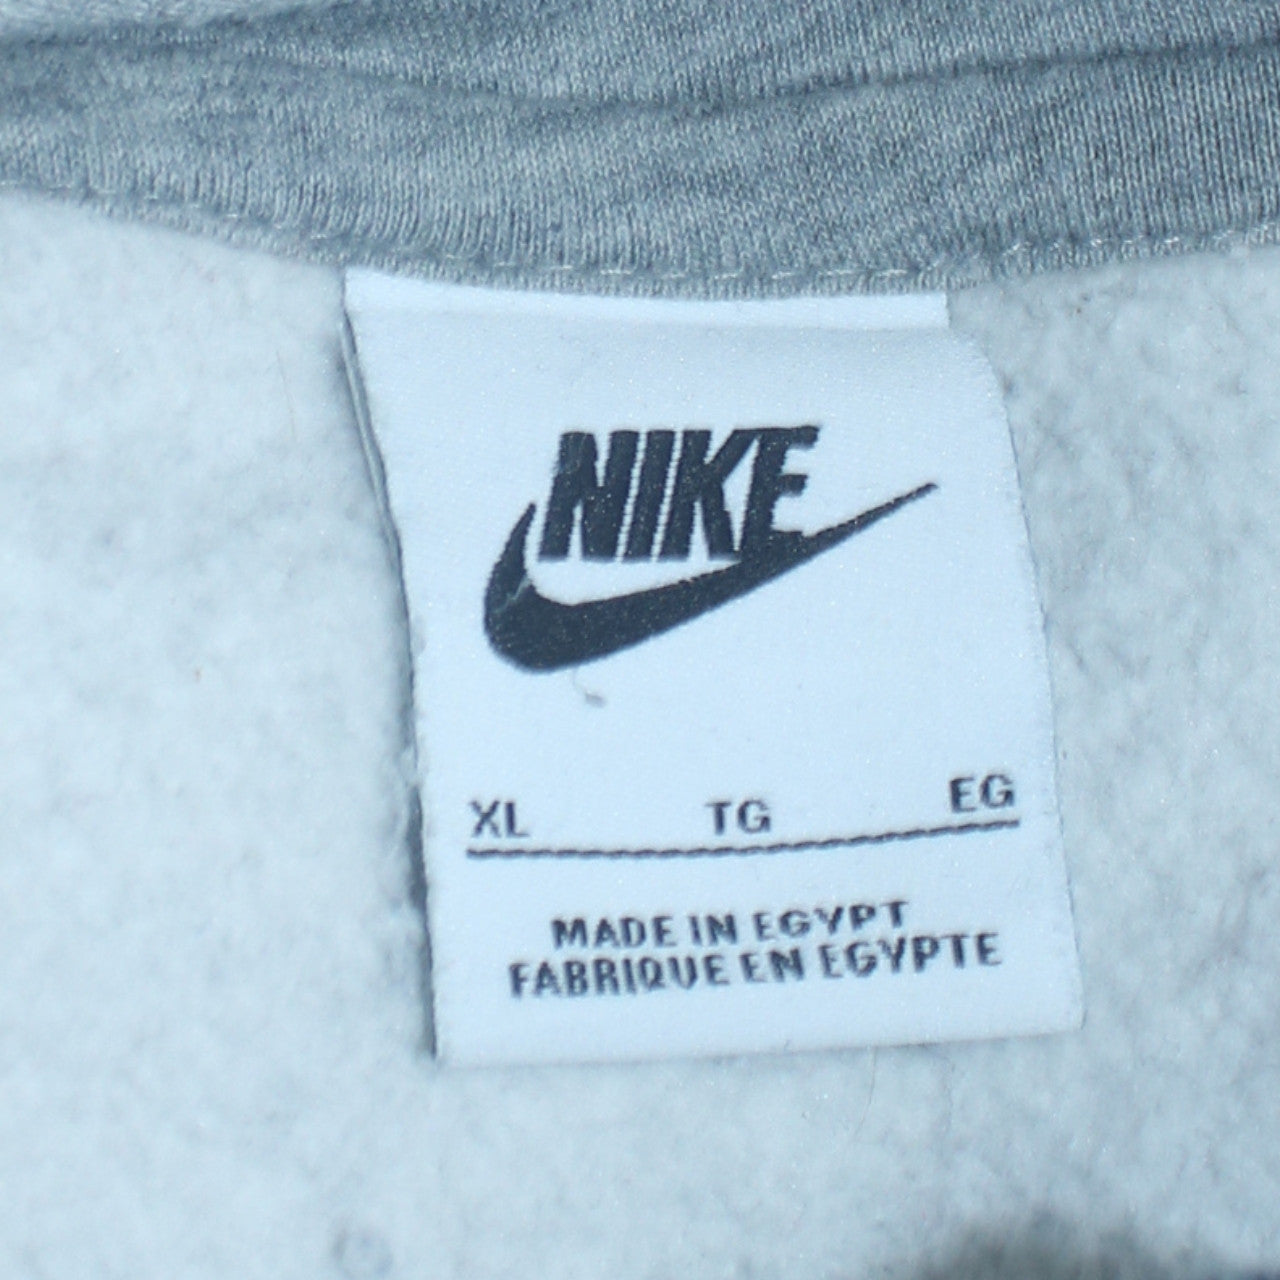 NIKE
XL TG EG
MADE IN EGYPT
FABRIQUE EN EGYPTE